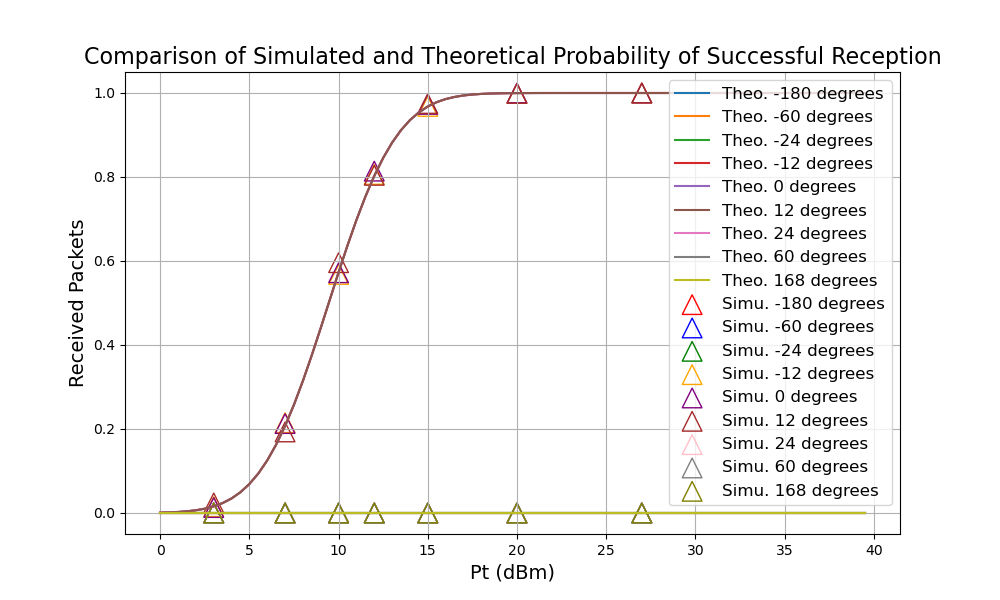 Comparison of Simulated and Theoretical Probability of Successful Reception
Received Packets
1.0
0.8
0.6
0.4
0.2
0.0
0 5 10 15 20 25 30 35 40
Pt (dBm)
Theo. -180 degrees
Theo. -60 degrees
Theo. -24 degrees
Theo. -12 degrees
Theo. 0 degrees
Theo. 12 degrees
Theo. 24 degrees
Theo. 60 degrees
Theo. 168 degrees
Simu. -180 degrees
Simu. -60 degrees
Simu. -24 degrees
Simu. -12 degrees
Simu. 0 degrees
Simu. 12 degrees
Simu. 24 degrees
Simu. 60 degrees
Simu. 168 degrees